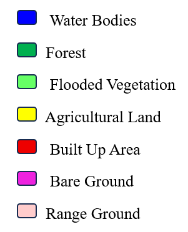 Water Bodies
Forest
Flooded Vegetation
Agricultural Land
Built Up Area
Bare Ground
Range Ground